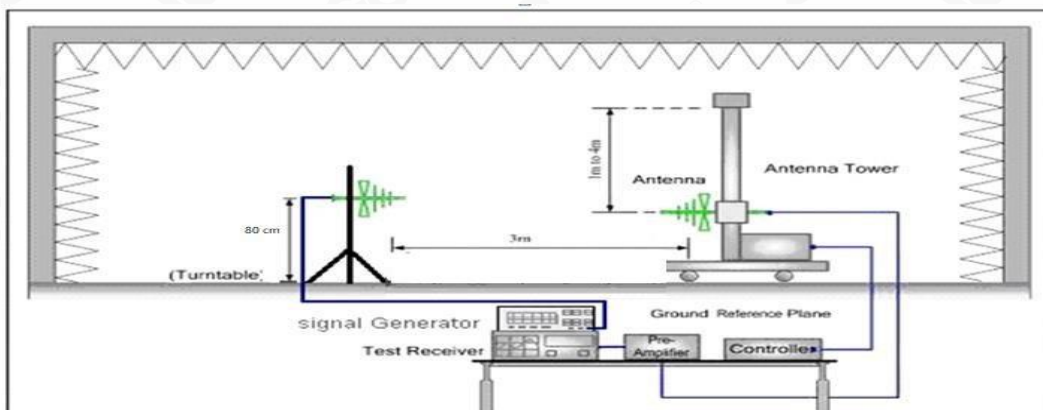 1m to 4m
Antenna Tower
Antenna
80 cm
3m
(Turntable)
Ground Reference Plane
signal Generator
Test Receiver
Pre-
Amplifier
Controlle